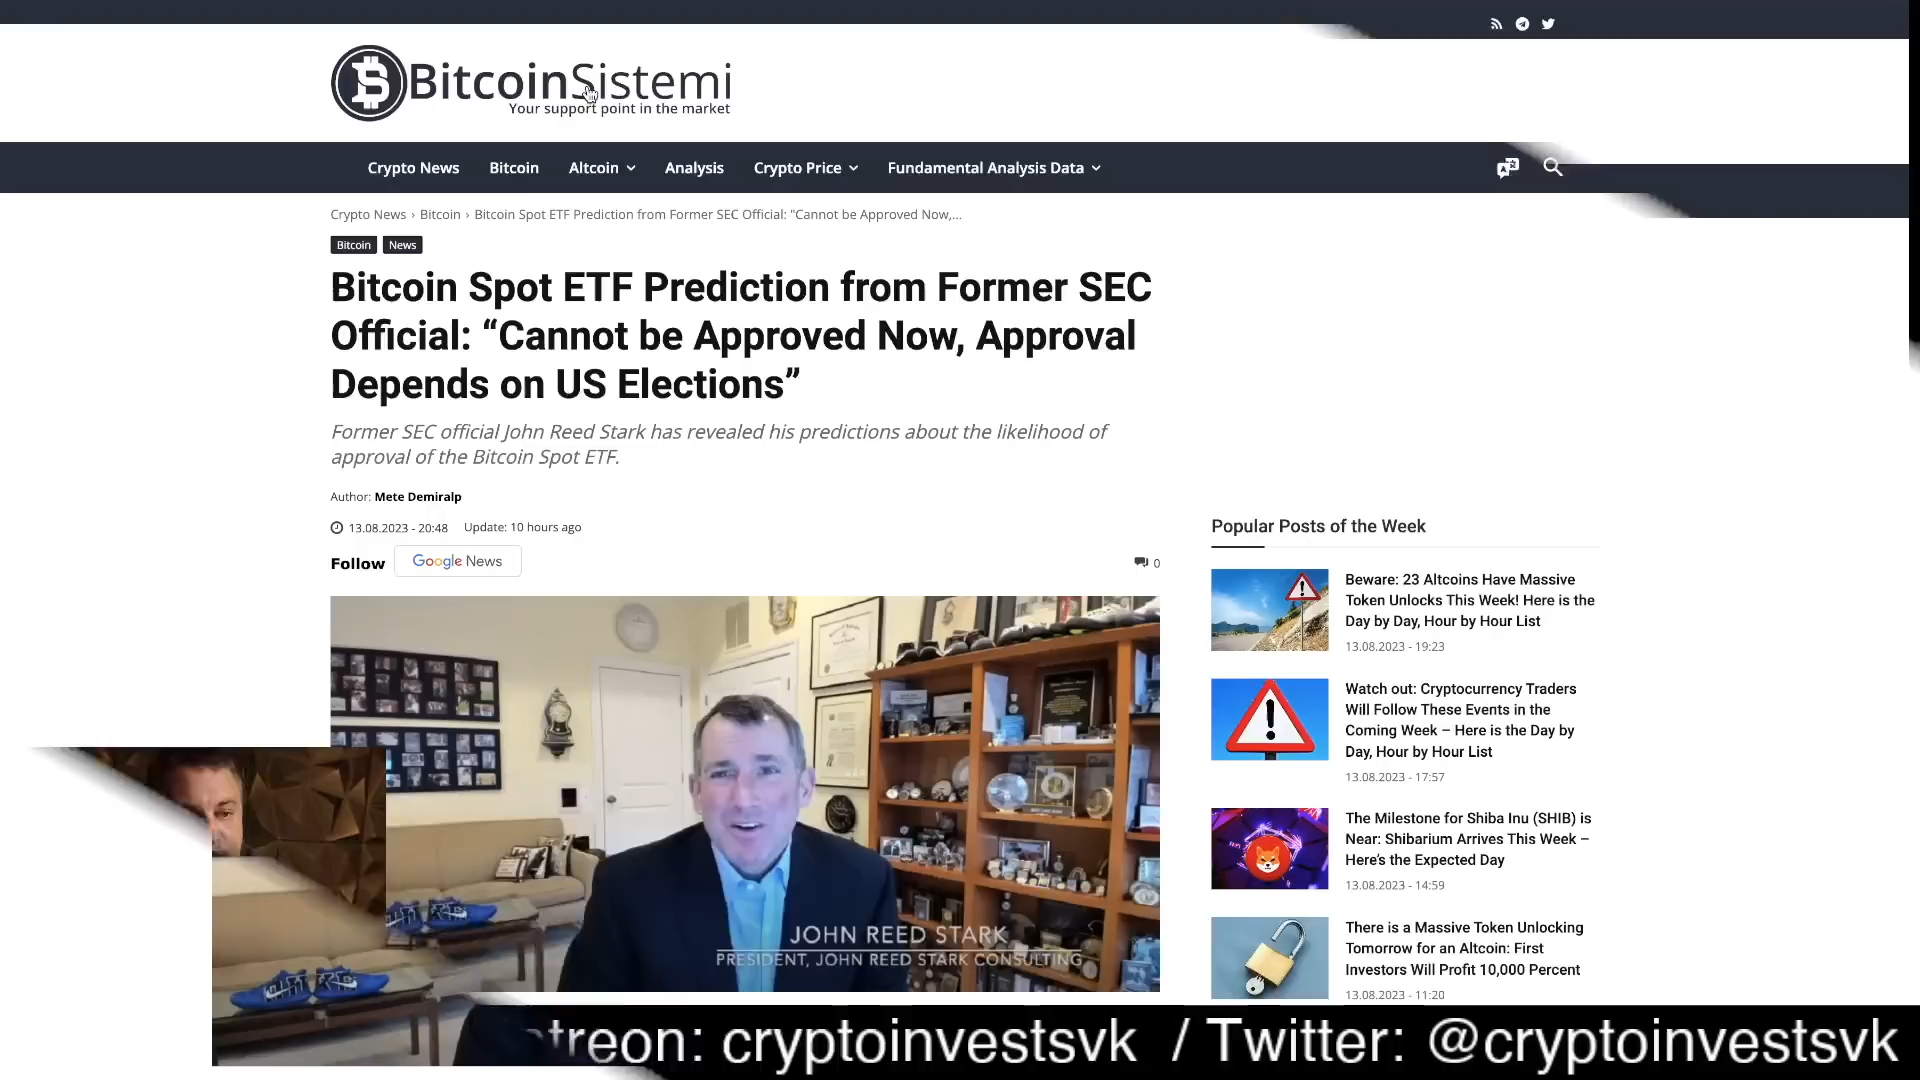 BitcoinSistemi
Your support point in the market
Crypto News
Bitcoin
Altcoin
Analysis
Crypto Price
Fundamental Analysis Data
Crypto News › Bitcoin › Bitcoin Spot ETF Prediction from Former SEC Official: "Cannot be Approved Now,...
Bitcoin
News
Bitcoin Spot ETF Prediction from Former SEC
Official: “Cannot be Approved Now, Approval
Depends on US Elections”
Former SEC official John Reed Stark has revealed his predictions about the likelihood of
approval of the Bitcoin Spot ETF.
Author: Mete Demiralp
13.08.2023 - 20:48 Update: 10 hours ago
Follow
Google News
0
JOHN REED STARK
PRESIDENT, JOHN REED STARK CONSULTING
Popular Posts of the Week
Beware: 23 Altcoins Have Massive
Token Unlocks This Week! Here is the
Day by Day, Hour by Hour List
13.08.2023 - 19:23
Watch out: Cryptocurrency Traders
Will Follow These Events in the
Coming Week – Here is the Day by
Day, Hour by Hour List
13.08.2023 - 17:57
The Milestone for Shiba Inu (SHIB) is
Near: Shibarium Arrives This Week –
Here’s the Expected Day
13.08.2023 - 14:59
There is a Massive Token Unlocking
Tomorrow for an Altcoin: First
Investors Will Profit 10,000 Percent
13.08.2023 - 11:20
treon: cryptoinvestsvk / Twitter: @cryptoinvestsvk